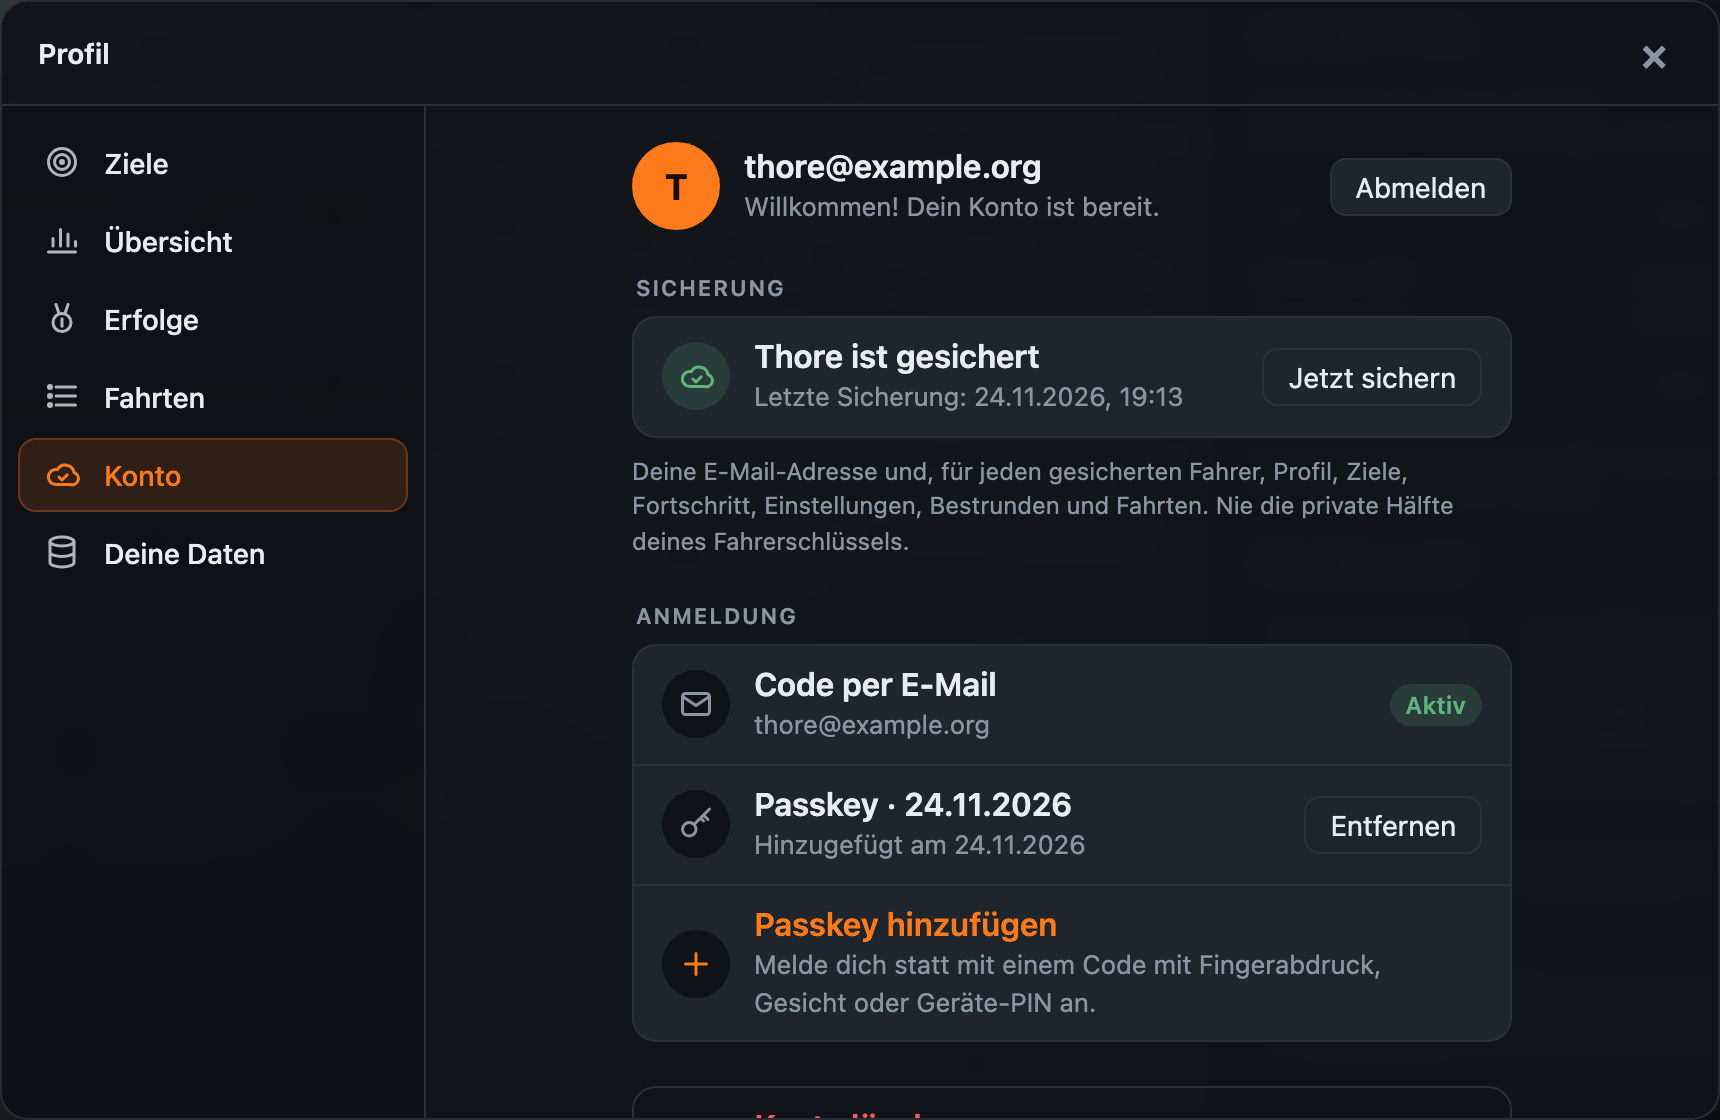 Profil
Ziele
Übersicht
Erfolge
Fahrten
Konto
Deine Daten
T
thore@example.org
Willkommen! Dein Konto ist bereit.
Abmelden
SICHERUNG
Thore ist gesichert
Letzte Sicherung: 24.11.2026, 19:13
Jetzt sichern
Deine E-Mail-Adresse und, für jeden gesicherten Fahrer, Profil, Ziele,
Fortschritt, Einstellungen, Bestrunden und Fahrten. Nie die private Hälfte
deines Fahrerschlüssels.
ANMELDUNG
Code per E-Mail
thore@example.org
Aktiv
Passkey · 24.11.2026
Hinzugefügt am 24.11.2026
Entfernen
Passkey hinzufügen
Melde dich statt mit einem Code mit Fingerabdruck,
Gesicht oder Geräte-PIN an.